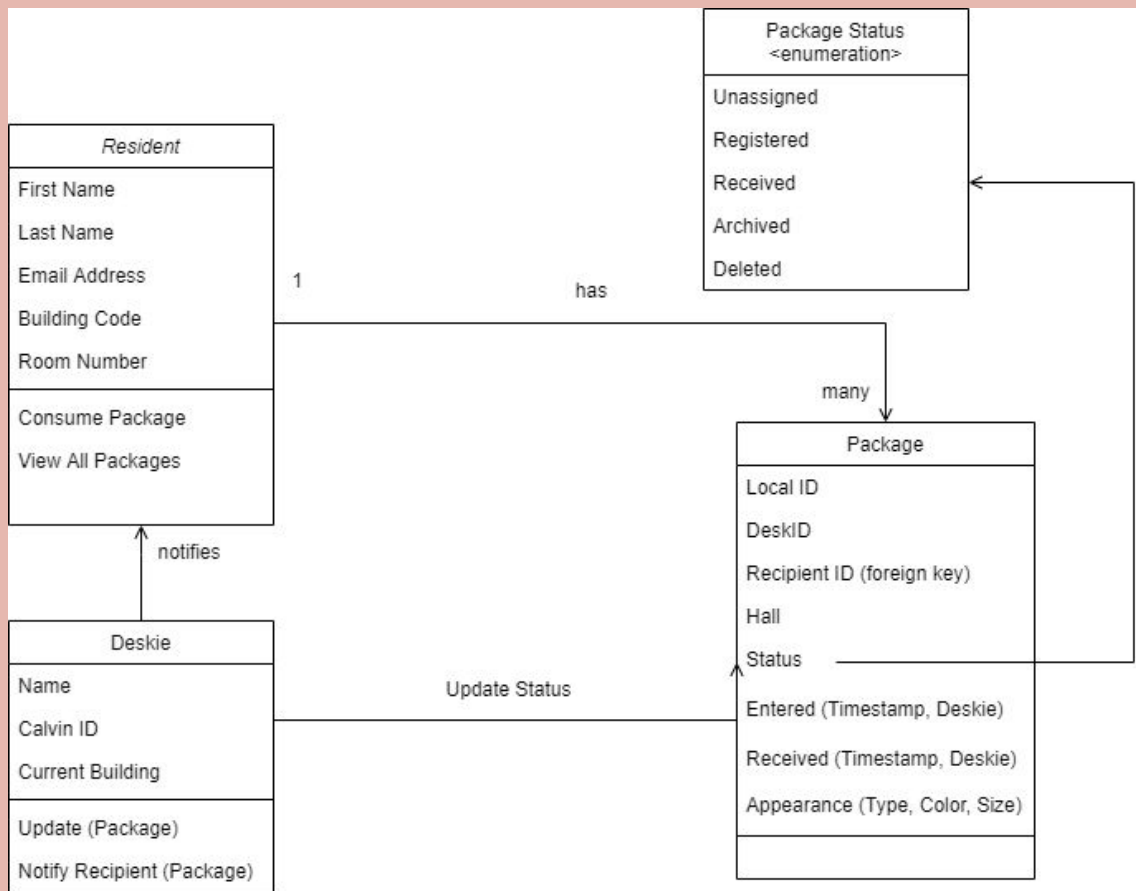 Package Status
<enumeration>
Unassigned
Registered
Received
Archived
Deleted
Resident
First Name
Last Name
Email Address
Building Code
Room Number
Consume Package
View All Packages
1
has
many
Package
Local ID
DeskID
Recipient ID (foreign key)
Hall
Status
Entered (Timestamp, Deskie)
Received (Timestamp, Deskie)
Appearance (Type, Color, Size)
notifies
Deskie
Name
Calvin ID
Current Building
Update (Package)
Notify Recipient (Package)
Update Status